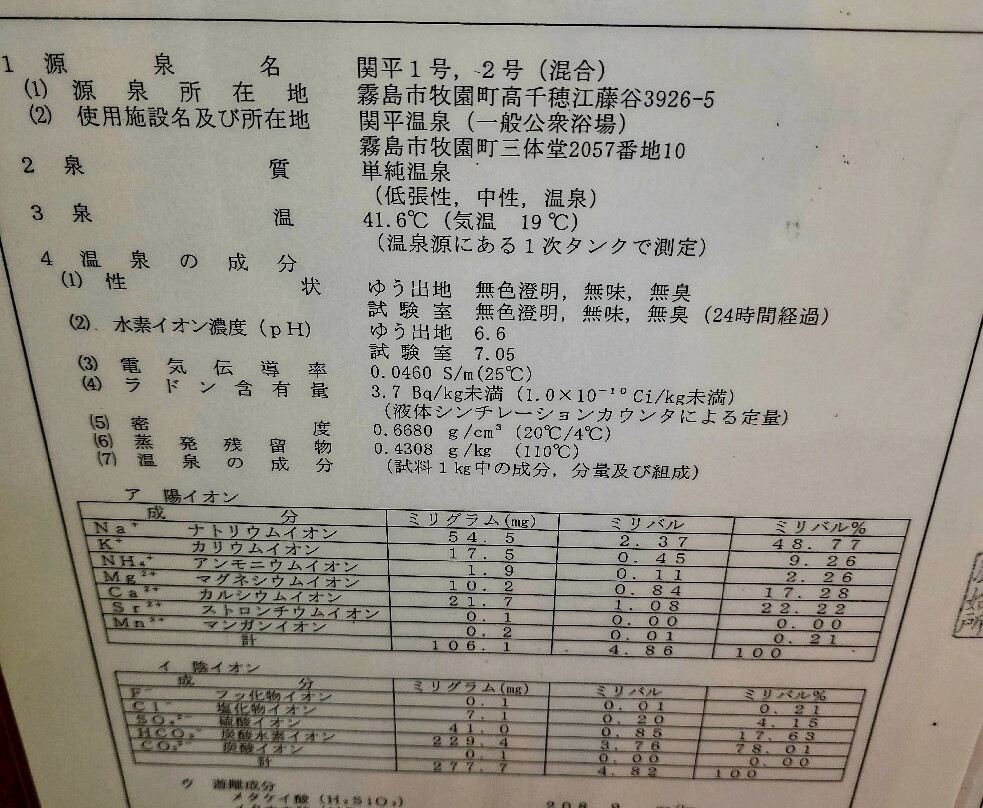 1 源泉名 関平1号，2号（混合）
(1) 源泉所在地 霧島市牧園町高千穂江藤谷3926-5
(2) 使用施設名及び所在地 関平温泉（一般公衆浴場）
霧島市牧園町三体堂2057番地10
2 泉質 単純温泉
（低張性，中性，温泉）
3 泉温 41.6℃（気温 19℃）
（温泉源にある1次タンクで測定）
4 温泉の成分
(1) 性状 ゆう出地 無色澄明，無味，無臭
試験室 無色澄明，無味，無臭（24時間経過）
(2). 水素イオン濃度（pH） ゆう出地 6.6
試験室 7.05
(3) 電気伝導率 0.0460 S/m(25℃)
(4) ラドン含有量 3.7 Bq/kg未満（1.0×10⁻¹⁰ Ci/kg未満）
（液体シンチレーションカウンタによる定量）
(5) 密度 0.6680 g/cm³（20℃/4℃）
(6) 蒸発残留物 0.4308 g/kg（110℃）
(7) 温泉の成分 （試料1kg中の成分，分量及び組成）
ア 陽イオン
成分 ミリグラム(mg) ミリバル ミリバル%
Na⁺ ナトリウムイオン 54.5 2.37 48.77
K⁺ カリウムイオン 17.5 0.45 9.26
NH₄⁺ アンモニウムイオン 1.9 0.11 2.26
Mg²⁺ マグネシウムイオン 10.2 0.84 17.28
Ca²⁺ カルシウムイオン 21.7 1.08 22.22
Sr²⁺ ストロンチウムイオン 0.1 0.00 0.00
Mn²⁺ マンガンイオン 0.2 0.01 0.21
計 106.1 4.86 100
イ 陰イオン
成分 ミリグラム(mg) ミリバル ミリバル%
F⁻ フッ化物イオン 0.1 0.01 0.21
Cl⁻ 塩化物イオン 7.1 0.20 4.15
SO₄²⁻ 硫酸イオン 41.0 0.85 17.63
HCO₃⁻ 炭酸水素イオン 229.4 3.76 78.01
CO₃²⁻ 炭酸イオン 0.1 0.00 0.00
計 277.7 4.82 100
ウ 遊離成分
メタケイ酸（H₂SiO₃） 208.9